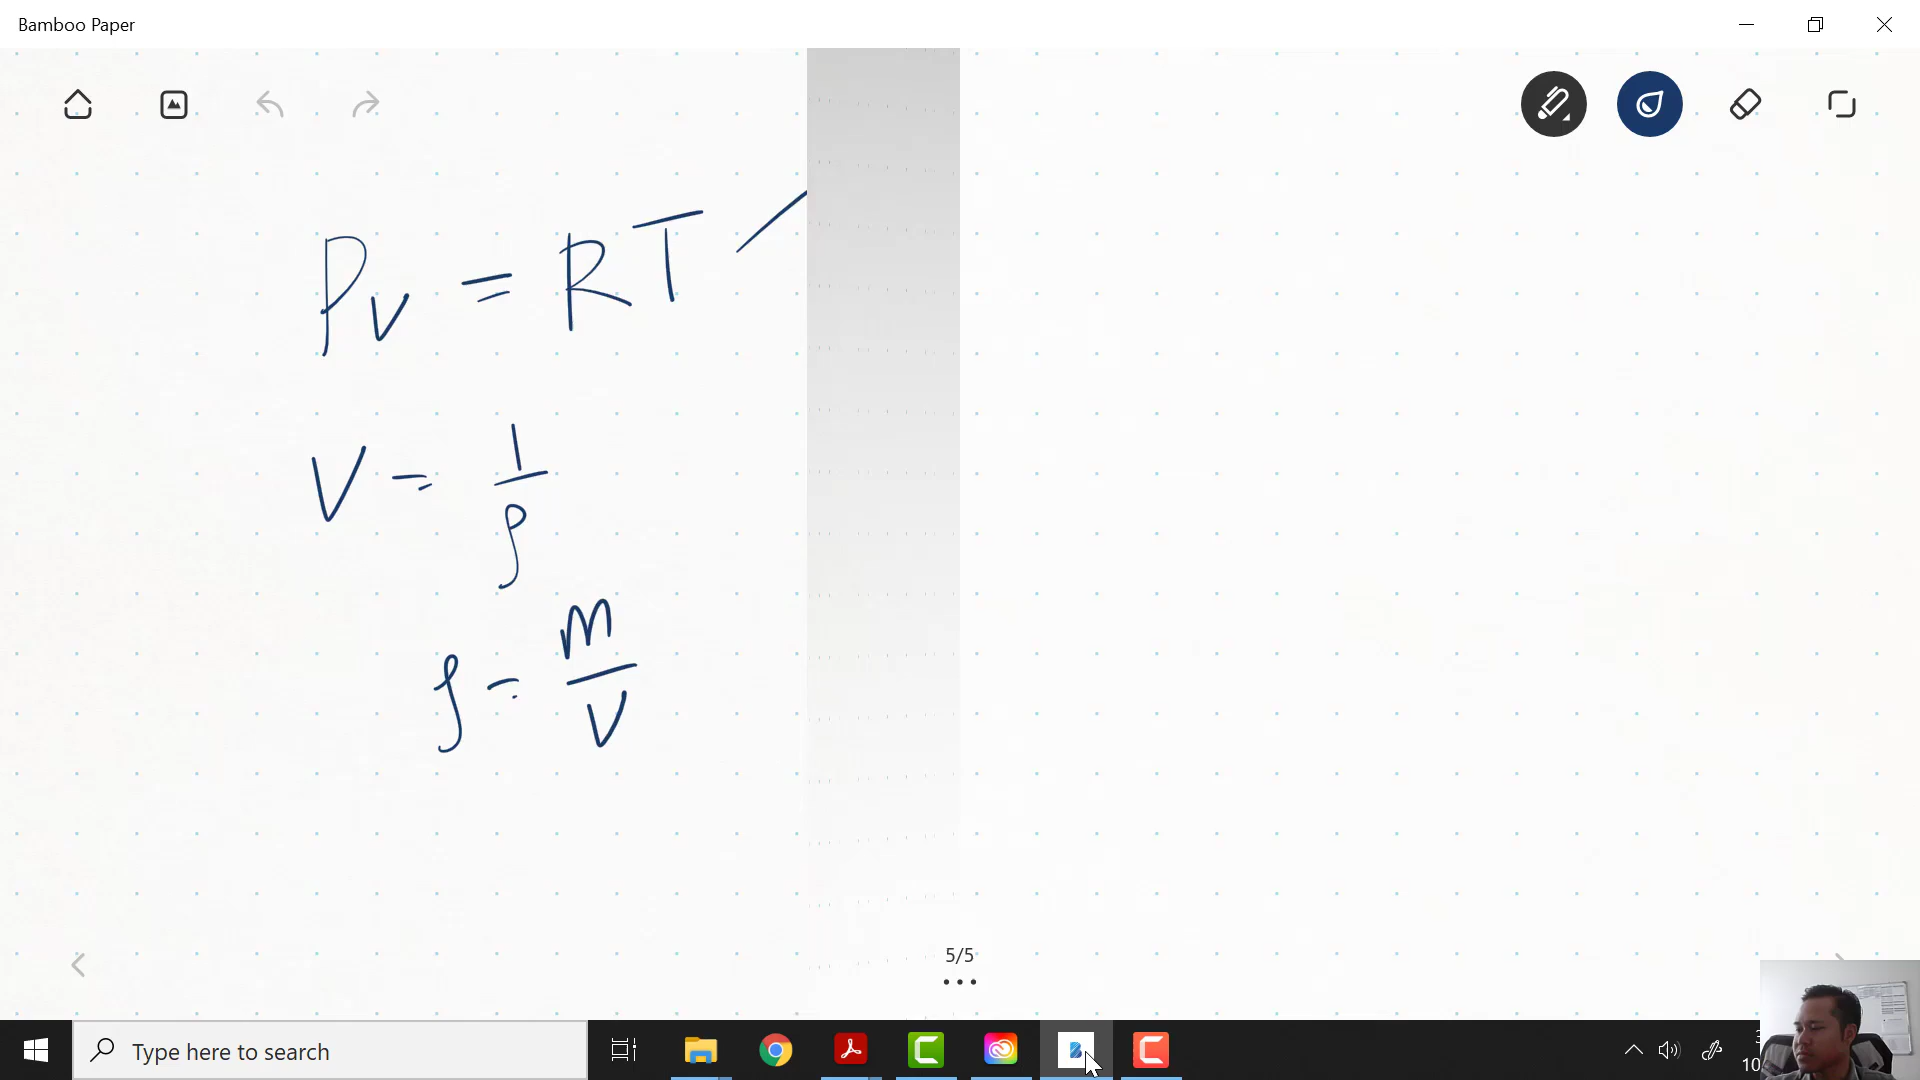 Bamboo Paper
Pv = RT
V = 1/ρ
ρ = m/V
5/5
Type here to search